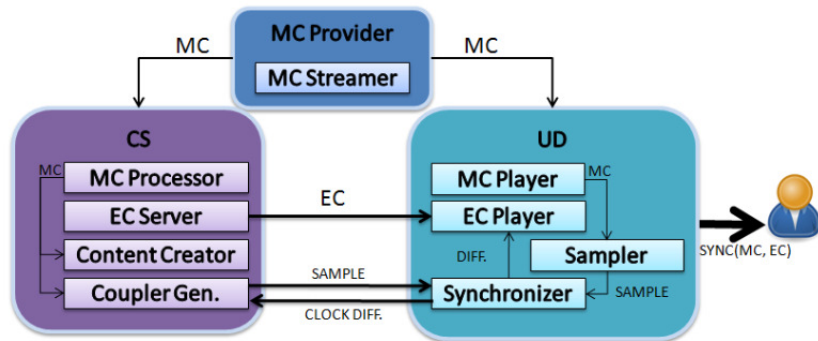 MC Provider
MC
MC
MC Streamer
CS
MC
MC Processor
EC Server
Content Creator
Coupler Gen.
EC
SAMPLE
CLOCK DIFF.
UD
MC Player
MC
EC Player
DIFF.
Sampler
Synchronizer
SAMPLE
SYNC(MC, EC)